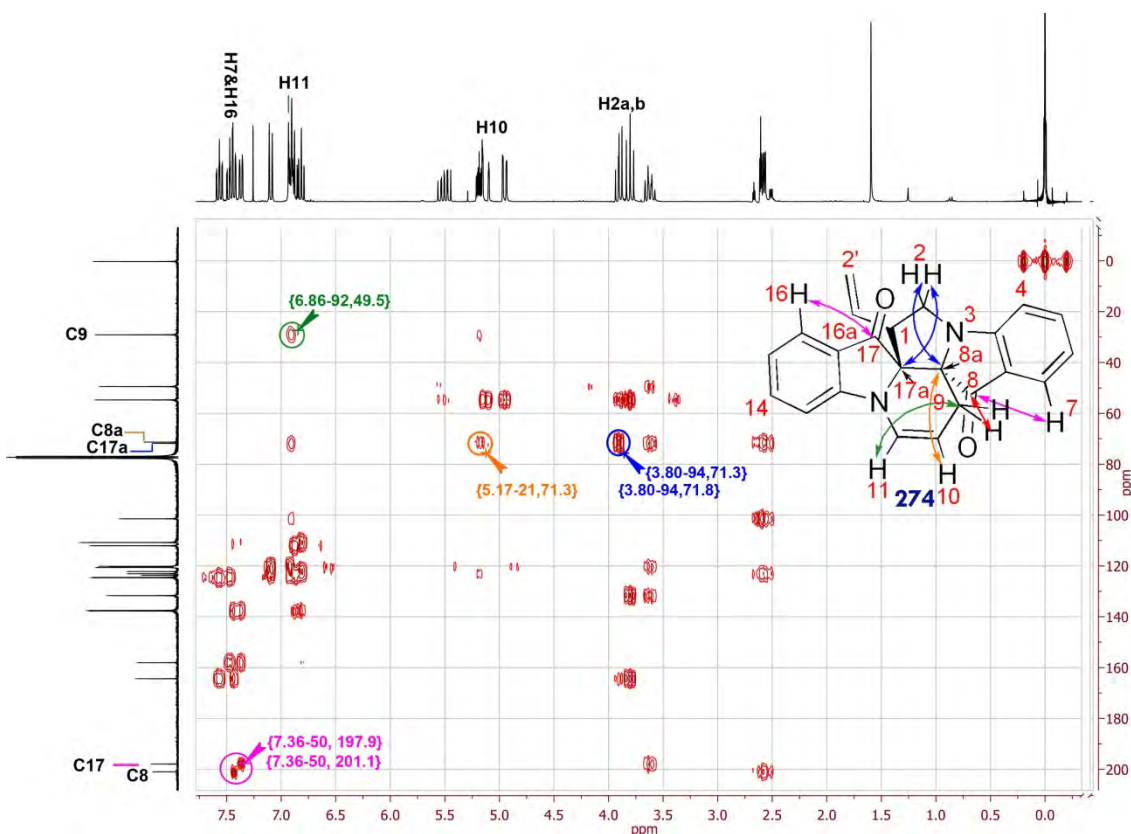 H7&H16
H11
H10
H2a,b
{6.86-92,49.5}
C9
C8a
C17a
{5.17-21,71.3}
{3.80-94,71.3}
{3.80-94,71.8}
{7.36-50, 197.9}
{7.36-50, 201.1}
C17
C8
2'
2
H H
4
16 H
O
N 3
16a
1
17
8a
17a
8
14
N
9
H
7
H
H
O
H
11
H
10
274
0
20
40
60
80
100
120
140
160
180
200
ppm
7.5 7.0 6.5 6.0 5.5 5.0 4.5 4.0 3.5 3.0 2.5 2.0 1.5 1.0 0.5 0.0
ppm